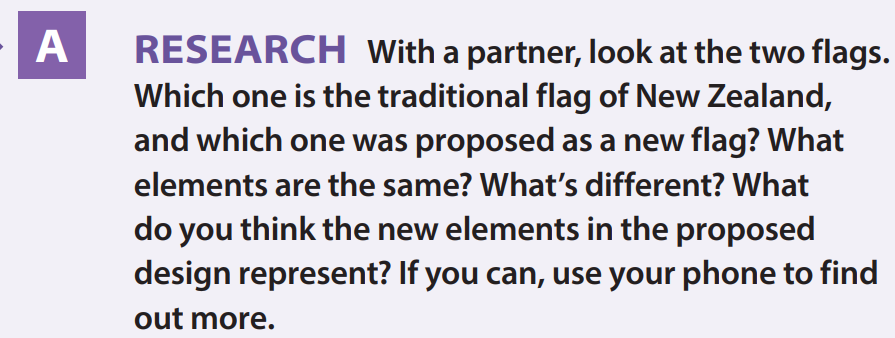 A
RESEARCH With a partner, look at the two flags.
Which one is the traditional flag of New Zealand,
and which one was proposed as a new flag? What
elements are the same? What’s different? What
do you think the new elements in the proposed
design represent? If you can, use your phone to find
out more.